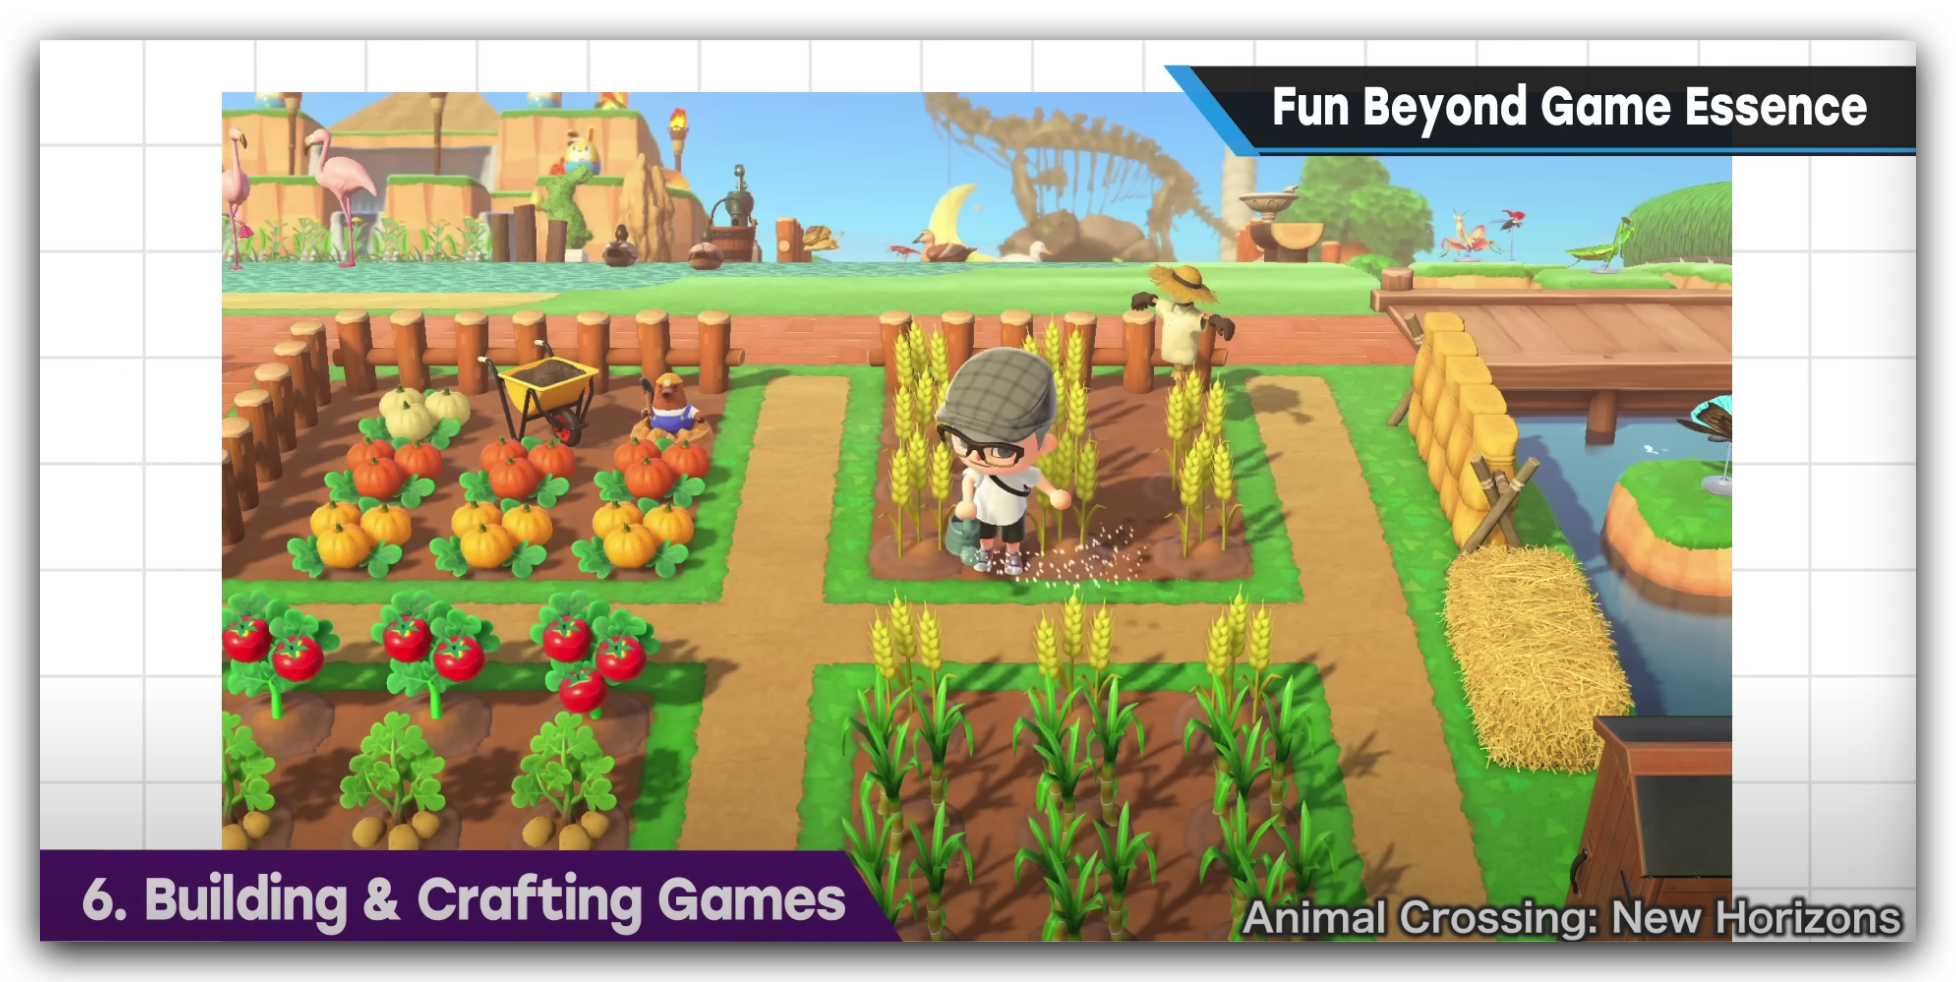 Fun Beyond Game Essence
6. Building & Crafting Games
Animal Crossing: New Horizons